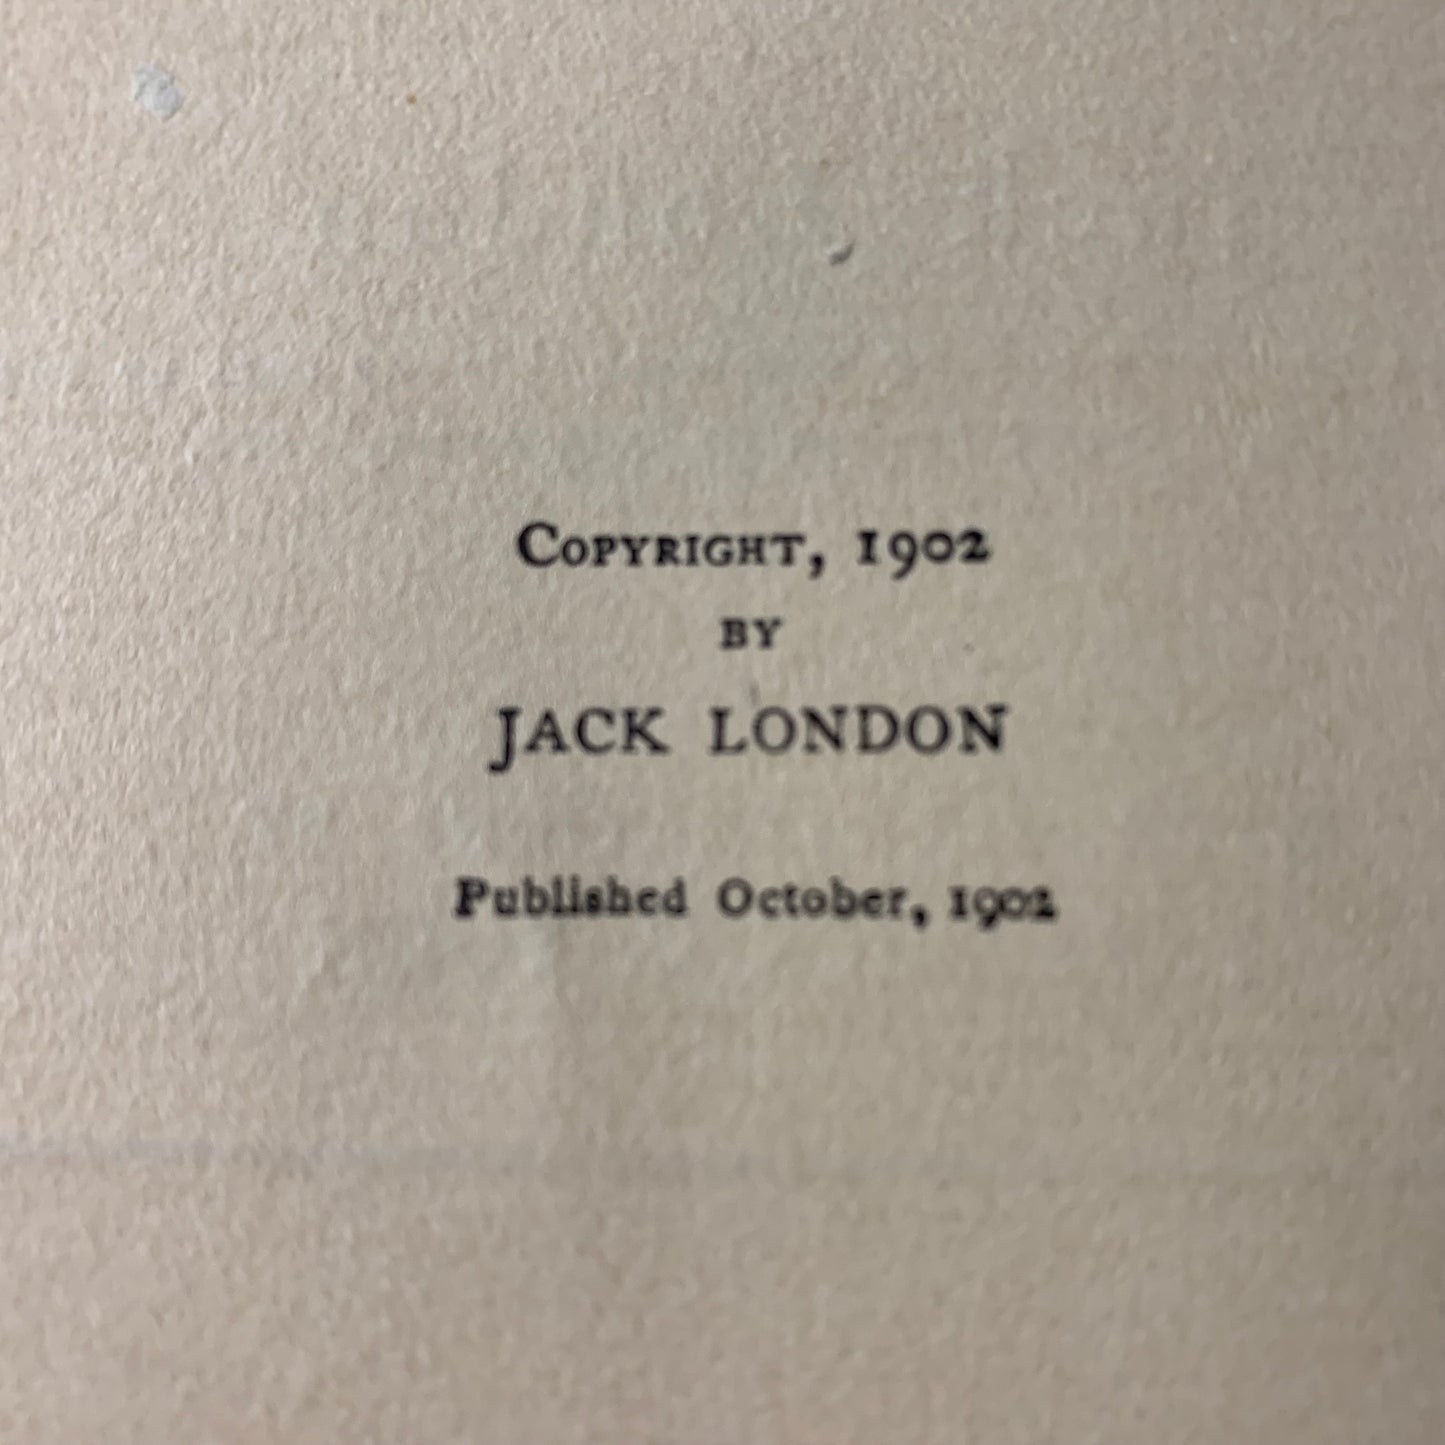 COPYRIGHT, 1902
BY
JACK LONDON
Published October, 1902